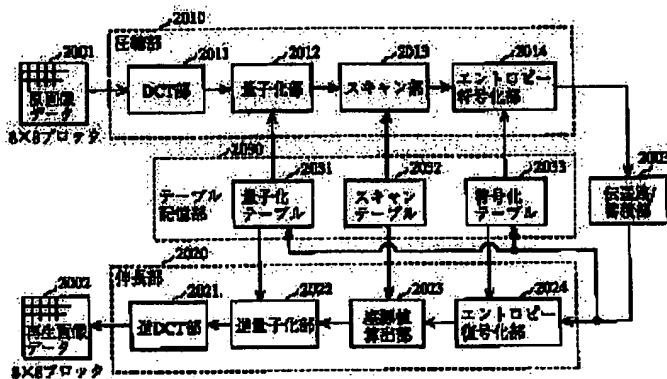 2010
圧縮部
2001
2011
2012
2013
2014
原画像
データ
DCT部
量子化部
スキャン部
エントロピー
符号化部
8×8ブロック
2030
2031
2032
2033
2003
テーブル
記憶部
量子化
テーブル
スキャン
テーブル
符号化
テーブル
伝送路/
蓄積部
2020
伸長部
2002
2021
2022
2023
2024
再生画像
データ
逆DCT部
逆量子化部
算出部
エントロピー
復号化部
8×8ブロック